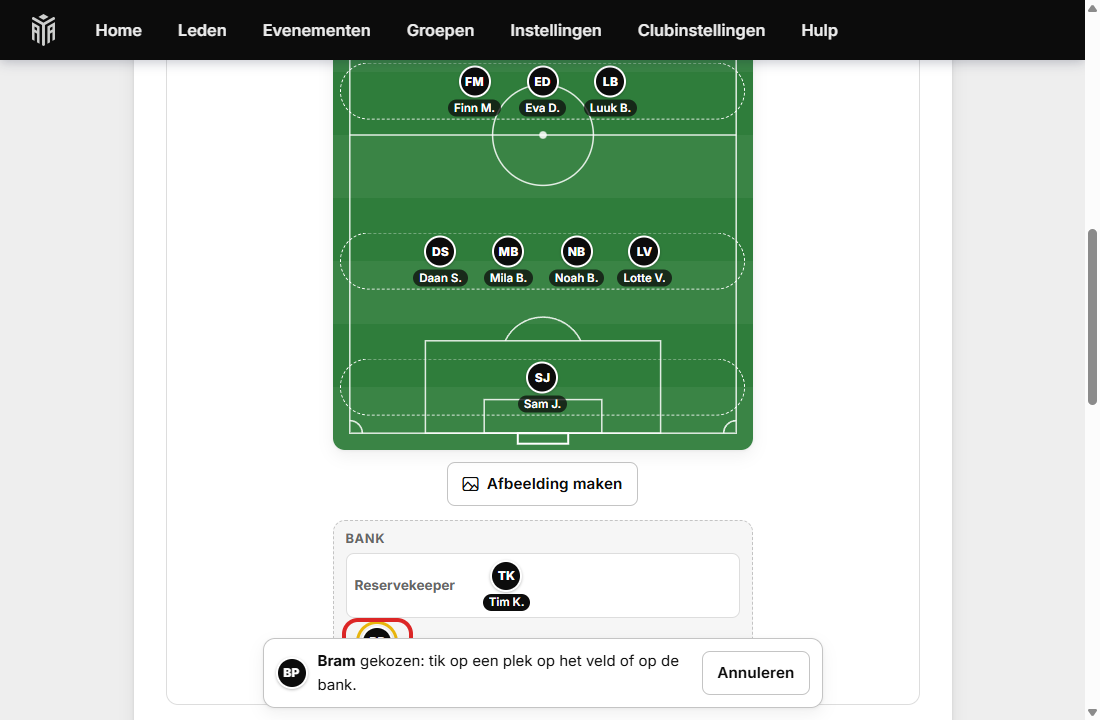 Home Leden Evenementen Groepen Instellingen Clubinstellingen Hulp
FM ED LB
Finn M. Eva D. Luuk B.
DS MB NB LV
Daan S. Mila B. Noah B. Lotte V.
SJ
Sam J.
Afbeelding maken
BANK
TK
Reservekeeper
Tim K.
Bram gekozen: tik op een plek op het veld of op de
BP
Annuleren
bank.